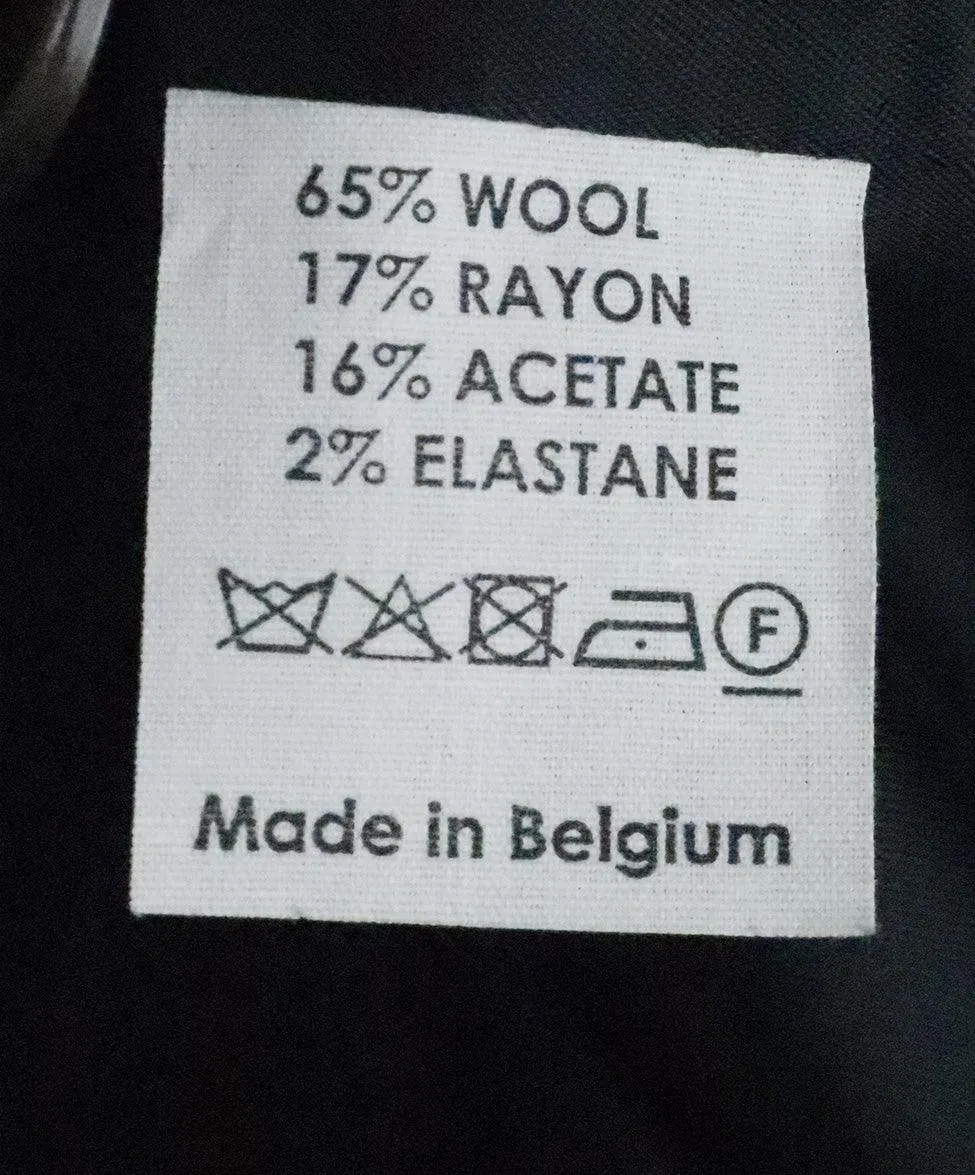 65% WOOL
17% RAYON
16% ACETATE
2% ELASTANE
F
Made in Belgium